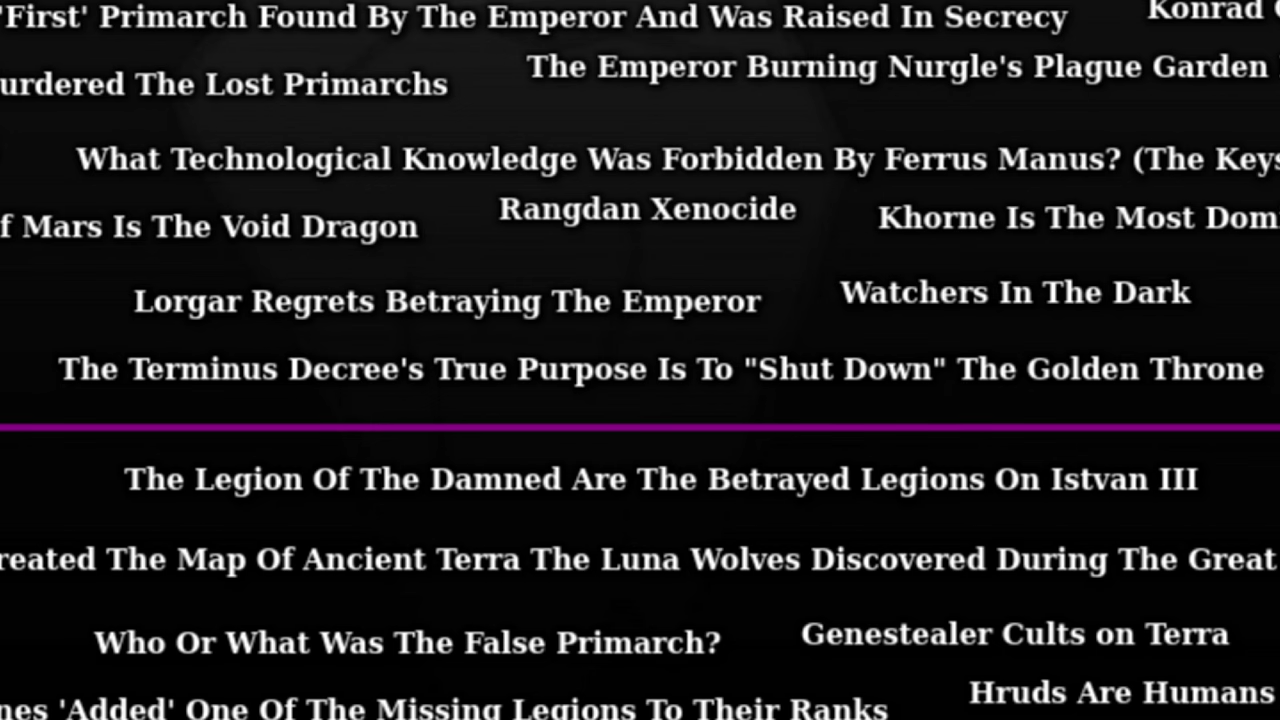 'First' Primarch Found By The Emperor And Was Raised In Secrecy
Konrad
urdered The Lost Primarchs
The Emperor Burning Nurgle's Plague Garden
What Technological Knowledge Was Forbidden By Ferrus Manus? (The Keys
f Mars Is The Void Dragon
Rangdan Xenocide
Khorne Is The Most Dom
Lorgar Regrets Betraying The Emperor
Watchers In The Dark
The Terminus Decree's True Purpose Is To "Shut Down" The Golden Throne
The Legion Of The Damned Are The Betrayed Legions On Istvan III
reated The Map Of Ancient Terra The Luna Wolves Discovered During The Great
Who Or What Was The False Primarch?
Genestealer Cults on Terra
nes 'Added' One Of The Missing Legions To Their Ranks
Hruds Are Humans